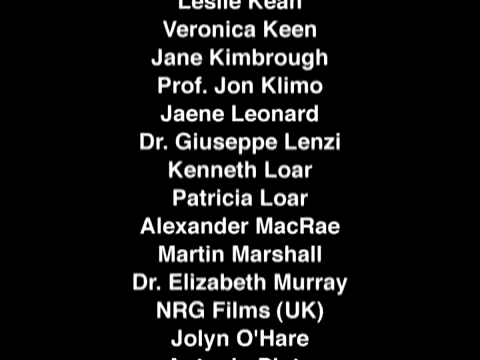 Leslie Kean
Veronica Keen
Jane Kimbrough
Prof. Jon Klimo
Jaene Leonard
Dr. Giuseppe Lenzi
Kenneth Loar
Patricia Loar
Alexander MacRae
Martin Marshall
Dr. Elizabeth Murray
NRG Films (UK)
Jolyn O'Hare